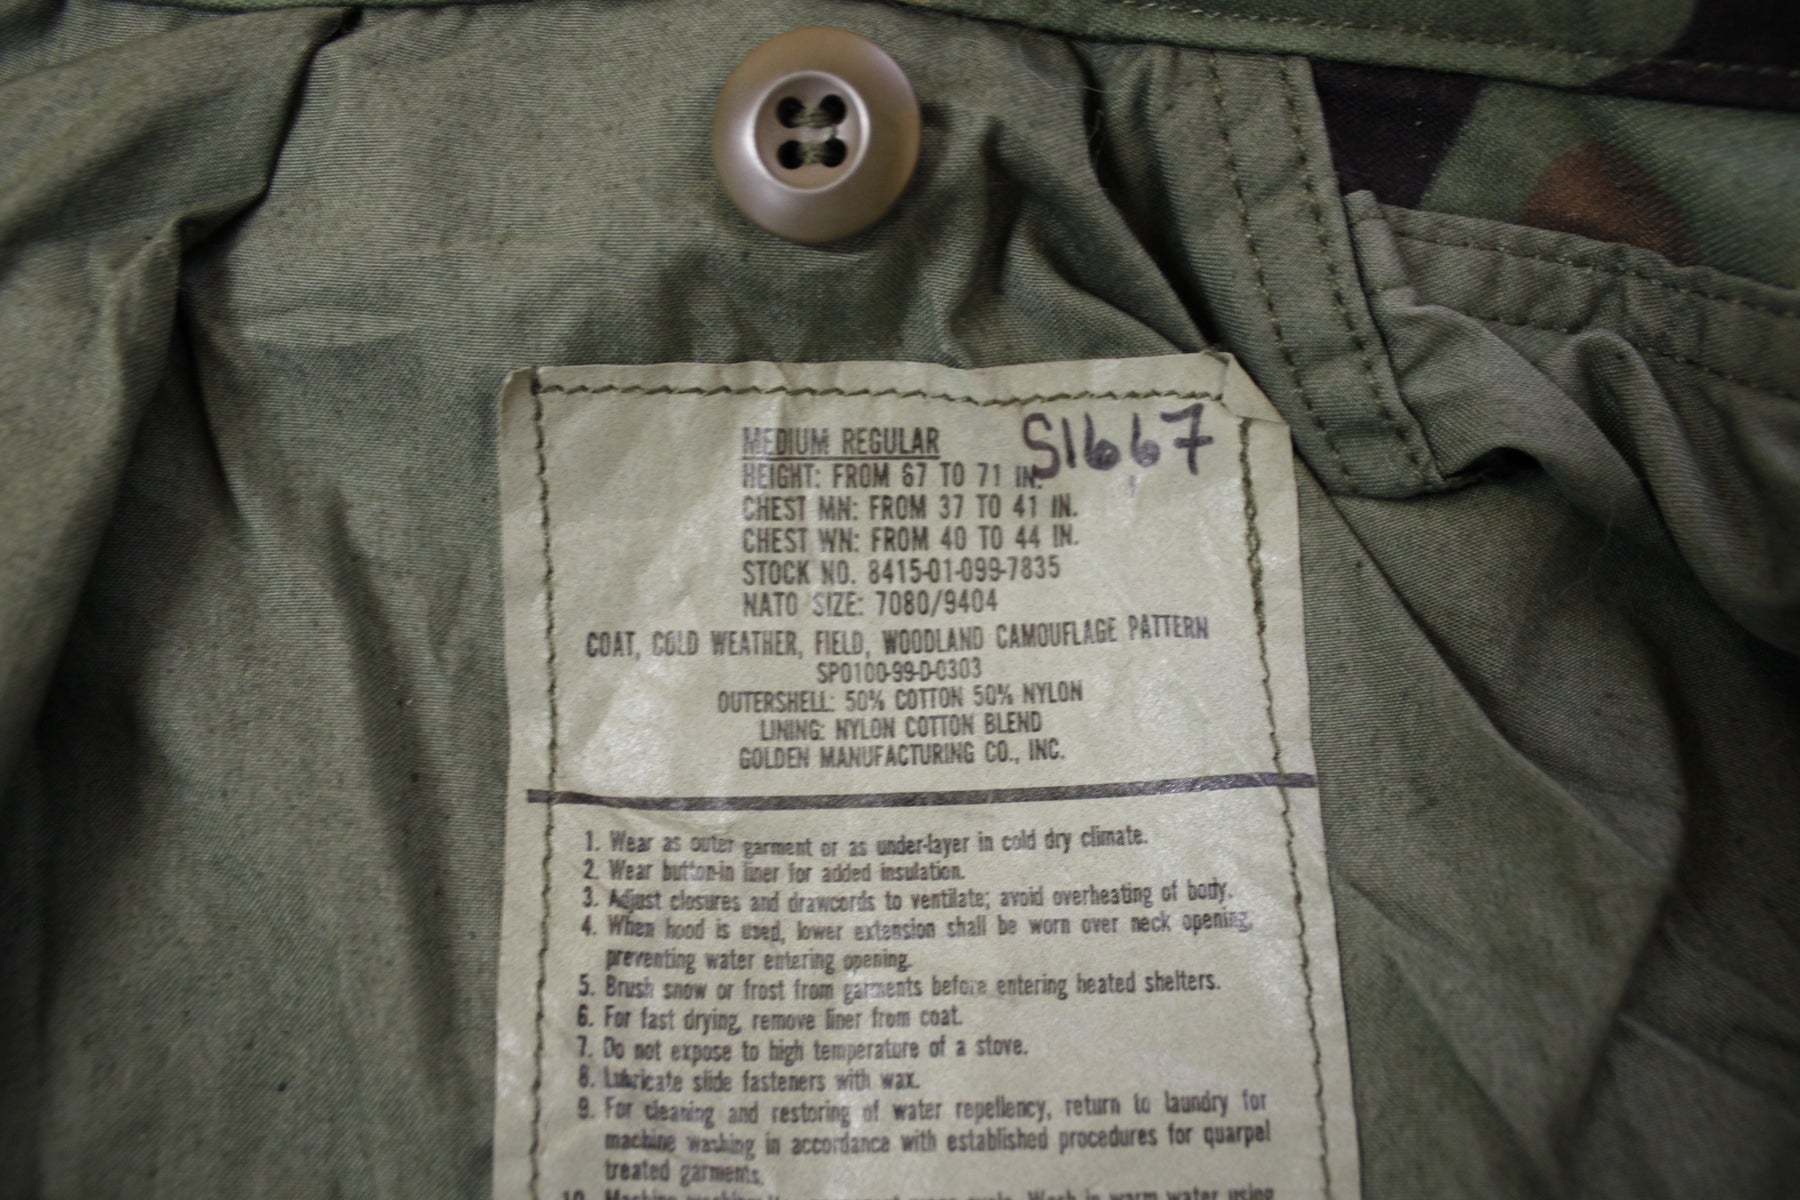 MEDIUM REGULAR S1667
HEIGHT: FROM 67 TO 71 IN.
CHEST MN: FROM 37 TO 41 IN.
CHEST WN: FROM 40 TO 44 IN.
STOCK NO. 8415-01-099-7835
NATO SIZE: 7080/9404
COAT, COLD WEATHER, FIELD, WOODLAND CAMOUFLAGE PATTERN
SPO100-99-D-0303
OUTERSHELL: 50% COTTON 50% NYLON
LINING: NYLON COTTON BLEND
GOLDEN MANUFACTURING CO., INC.
1. Wear as outer garment or as under-layer in cold dry climate.
2. Wear button-in liner for added insulation.
3. Adjust closures and drawcords to ventilate; avoid overheating of body.
4. When hood is used, lower extension shall be worn over neck opening,
preventing water entering opening.
5. Brush snow or frost from garments before entering heated shelters.
6. For fast drying, remove liner from coat.
7. Do not expose to high temperature of a stove.
8. Lubricate slide fasteners with wax.
9. For cleaning and restoring of water repellency, return to laundry for
machine washing in accordance with established procedures for quarpel
treated garments.
10. Machine Wash in warm water using